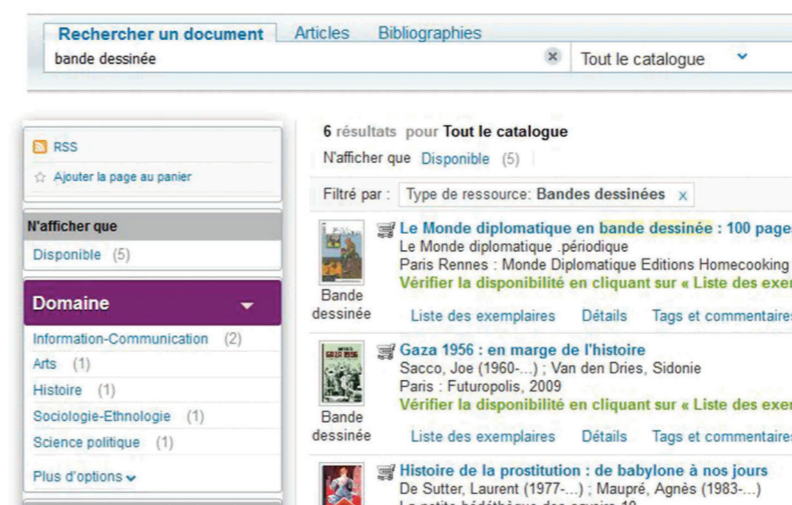 Rechercher un document Articles Bibliographies
bande dessinée Tout le catalogue
RSS
Ajouter la page au panier
N'afficher que
Disponible (5)
Domaine
Information-Communication (2)
Arts (1)
Histoire (1)
Sociologie-Ethnologie (1)
Science politique (1)
Plus d'options
6 résultats pour Tout le catalogue
N'afficher que Disponible (5)
Filtré par : Type de ressource: Bandes dessinées x
Le Monde diplomatique en bande dessinée : 100 pages
Le Monde diplomatique .périodique
Paris Rennes : Monde Diplomatique Editions Homecooking
Vérifier la disponibilité en cliquant sur « Liste des exem
Bande
dessinée
Liste des exemplaires Détails Tags et commentaires
Gaza 1956 : en marge de l'histoire
Sacco, Joe (1960-...) ; Van den Dries, Sidonie
Paris : Futuropolis, 2009
Vérifier la disponibilité en cliquant sur « Liste des exem
Bande
dessinée
Liste des exemplaires Détails Tags et commentaires
Histoire de la prostitution : de babylone à nos jours
De Sutter, Laurent (1977-...) ; Maupré, Agnès (1983-...)